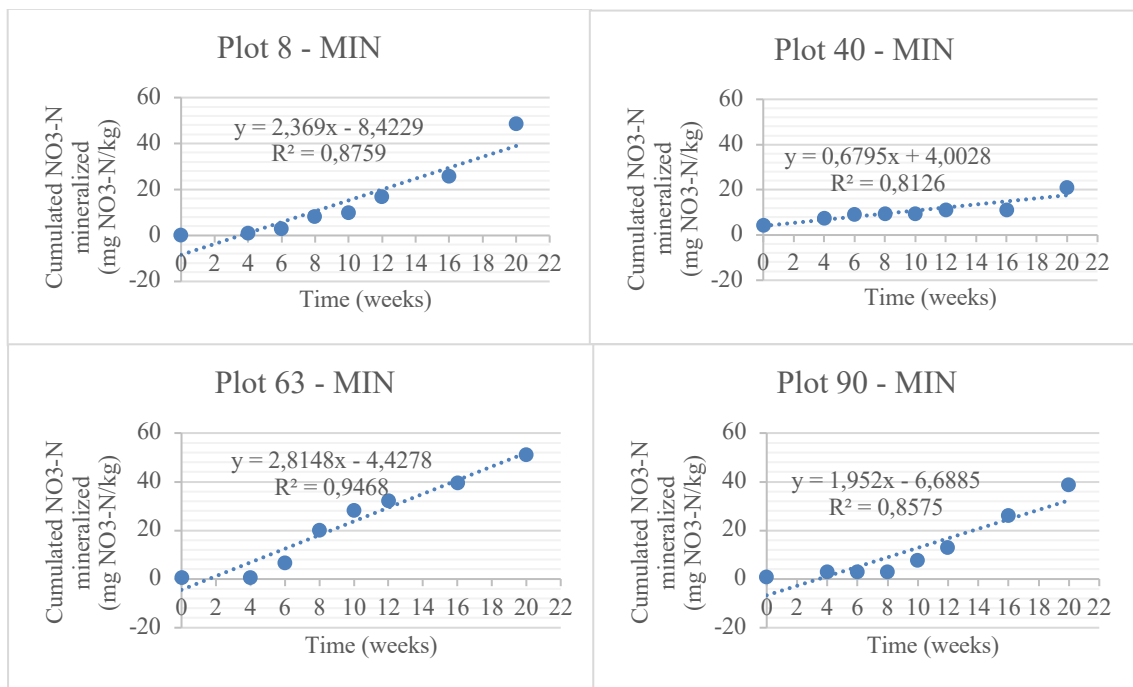 Plot 8 - MIN
Cumulated NO3-N
mineralized
(mg NO3-N/kg)
60
40
20
0
-20
y = 2,369x - 8,4229
R² = 0,8759
0 2 4 6 8 10 12 14 16 18 20 22
Time (weeks)
Plot 40 - MIN
Cumulated NO3-N
mineralized
(mg NO3-N/kg)
60
40
20
0
-20
y = 0,6795x + 4,0028
R² = 0,8126
0 2 4 6 8 10 12 14 16 18 20 22
Time (weeks)
Plot 63 - MIN
Cumulated NO3-N
mineralized
(mg NO3-N/kg)
60
40
20
0
-20
y = 2,8148x - 4,4278
R² = 0,9468
0 2 4 6 8 10 12 14 16 18 20 22
Time (weeks)
Plot 90 - MIN
Cumulated NO3-N
mineralized
(mg NO3-N/kg)
60
40
20
0
-20
y = 1,952x - 6,6885
R² = 0,8575
0 2 4 6 8 10 12 14 16 18 20 22
Time (weeks)